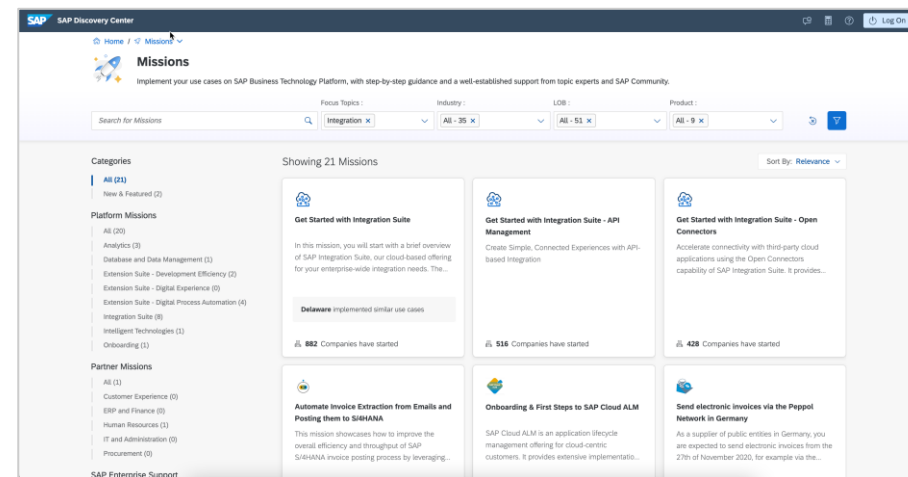 SAP SAP Discovery Center
Log On
Home / Missions
Missions
Implement your use cases on SAP Business Technology Platform, with step-by-step guidance and a well-established support from topic experts and SAP Community.
Focus Topics :
Industry :
LOB :
Product :
Search for Missions
Integration ×
All - 35 ×
All - 51 ×
All - 9 ×
Categories
All (21)
New & Featured (2)
Platform Missions
All (20)
Analytics (3)
Database and Data Management (1)
Extension Suite - Development Efficiency (2)
Extension Suite - Digital Experience (0)
Extension Suite - Digital Process Automation (4)
Integration Suite (8)
Intelligent Technologies (1)
Onboarding (1)
Partner Missions
All (1)
Customer Experience (0)
ERP and Finance (0)
Human Resources (1)
IT and Administration (0)
Procurement (0)
SAP Enterprise Support
Showing 21 Missions
Sort By: Relevance
Get Started with Integration Suite
In this mission, you will start with a brief overview
of SAP Integration Suite, our cloud-based offering
for your enterprise-wide integration needs. The...
Delaware implemented similar use cases
882 Companies have started
Get Started with Integration Suite - API
Management
Create Simple, Connected Experiences with API-
based Integration
516 Companies have started
Get Started with Integration Suite - Open
Connectors
Accelerate connectivity with third-party cloud
applications using the Open Connectors
capability of SAP Integration Suite. It provides...
428 Companies have started
Automate Invoice Extraction from Emails and
Posting them to S/4HANA
This mission showcases how to improve the
overall efficiency and throughput of SAP
S/4HANA invoice posting process by leveraging...
Onboarding & First Steps to SAP Cloud ALM
SAP Cloud ALM is an application lifecycle
management offering for cloud-centric
customers. It provides extensive implementatio...
Send electronic invoices via the Peppol
Network in Germany
As a supplier of public entities in Germany, you
are expected to send electronic invoices from the
27th of November 2020, for example via the...